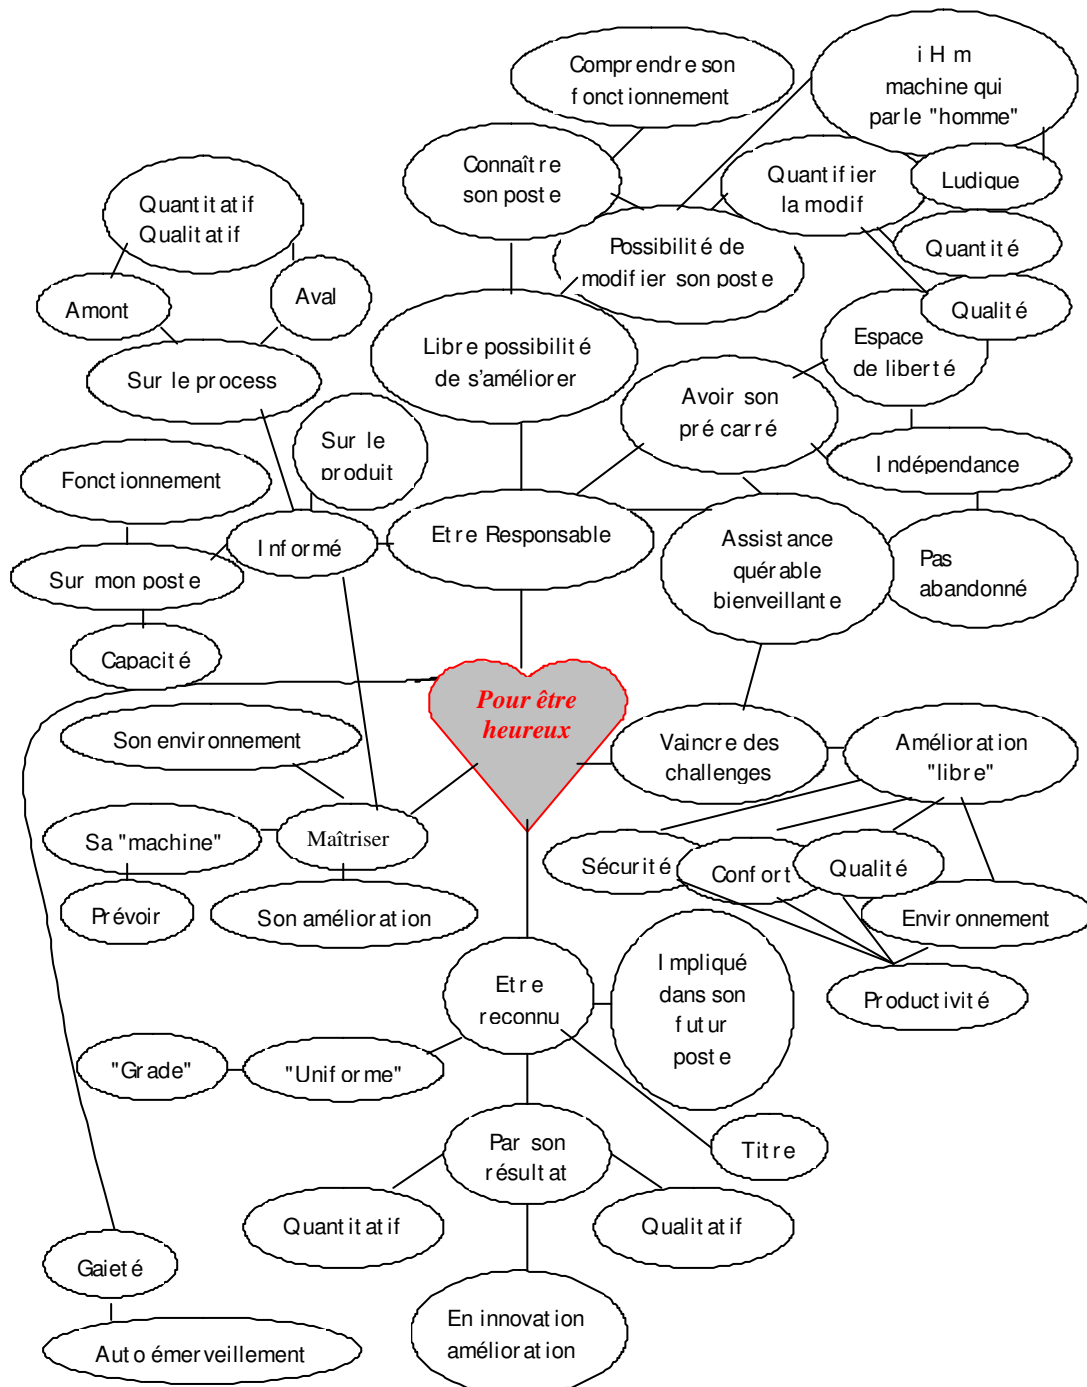 Comprendre son
fonctionnement
i H m
machine qui
parle "homme"
Connaître
son poste
Quantifier
la modif
Ludique
Quantitatif
Qualitatif
Possibilité de
modifier son poste
Quantité
Amont
Aval
Qualité
Libre possibilité
de s'améliorer
Espace
de liberté
Sur le process
Avoir son
pré carré
Sur le
produit
Fonctionnement
Indépendance
Informé
Etre Responsable
Assistance
quérable
bienveillante
Pas
abandonné
Sur mon poste
Capacité
Pour être
heureux
Son environnement
Vaincre des
challenges
Amélioration
"libre"
Sa "machine"
Maîtriser
Sécurité
Confort
Qualité
Prévoir
Son amélioration
Environnement
Etre
reconnu
Impliqué
dans son
futur
poste
Productivité
"Grade"
"Uniforme"
Par son
résultat
Titre
Quantitatif
Qualitatif
Gaieté
En innovation
amélioration
Auto émerveillement